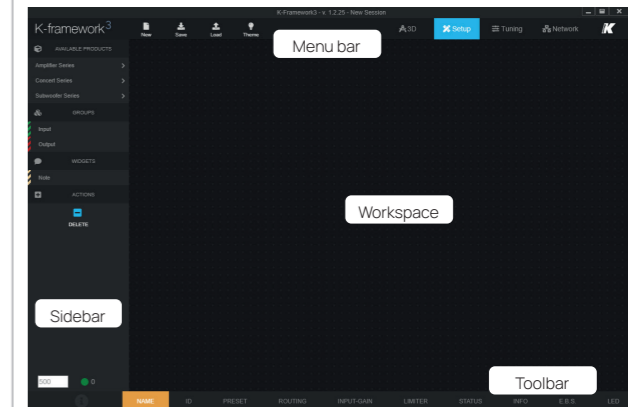 K-Framework3 - v. 1.2.25 - New Session
K-framework3
New
Save
Load
Theme
3D
Setup
Tuning
Network
K
Menu bar
AVAILABLE PRODUCTS
Amplifier Series
Concert Series
Subwoofer Series
GROUPS
Input
Output
WIDGETS
Note
ACTIONS
DELETE
Workspace
Sidebar
500
0
Toolbar
NAME
ID
PRESET
ROUTING
INPUT-GAIN
LIMITER
STATUS
INFO
E.B.S.
LED